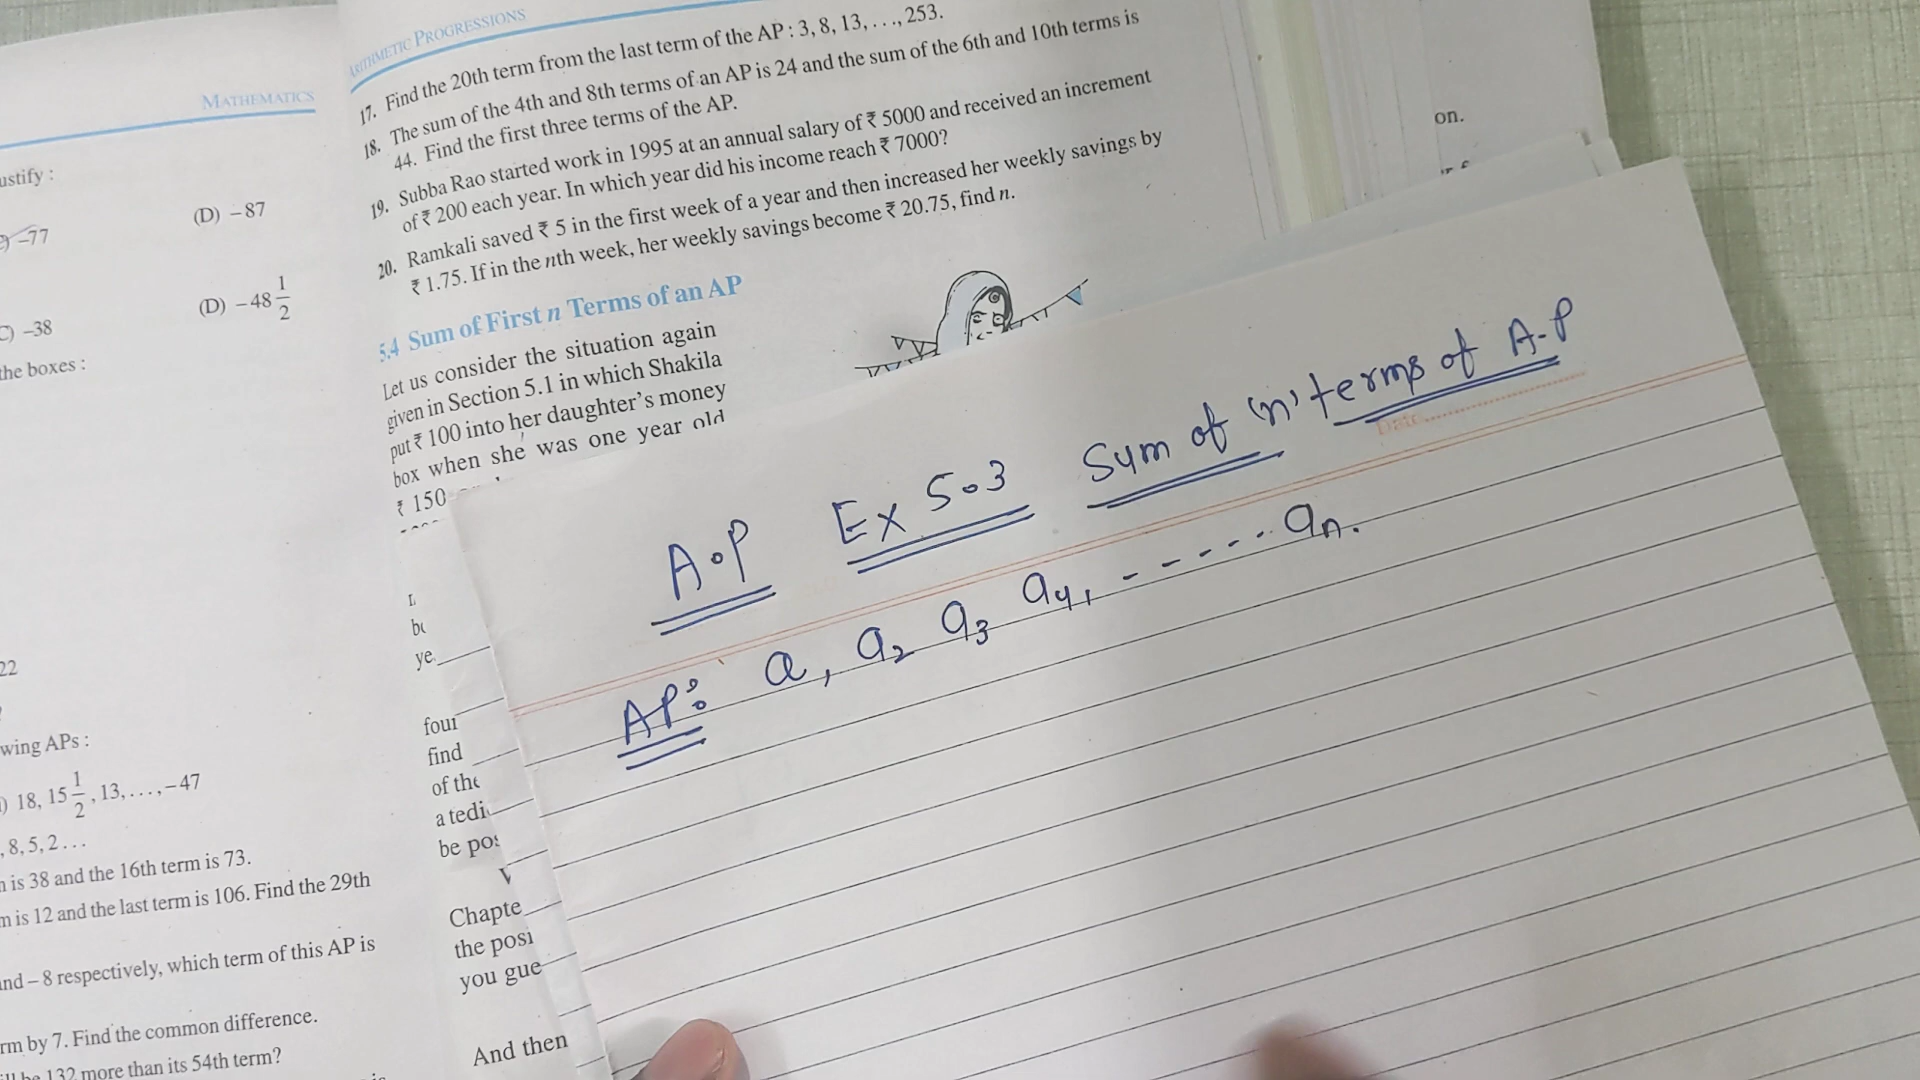 MATHEMATICS
ustify :
(D) –87
–77
(D) –48 1/2
C) –38
the boxes :
22
wing APs :
) 18, 15 1/2, 13, . . . , –47
, 8, 5, 2 . . .
n is 38 and the 16th term is 73.
m is 12 and the last term is 106. Find the 29th
and – 8 respectively, which term of this AP is
rm by 7. Find the common difference.
132 more than its 54th term?
ARITHMETIC PROGRESSIONS
17. Find the 20th term from the last term of the AP : 3, 8, 13, . . ., 253.
18. The sum of the 4th and 8th terms of an AP is 24 and the sum of the 6th and 10th terms is
44. Find the first three terms of the AP.
19. Subba Rao started work in 1995 at an annual salary of ₹ 5000 and received an increment
of ₹ 200 each year. In which year did his income reach ₹ 7000?
20. Ramkali saved ₹ 5 in the first week of a year and then increased her weekly savings by
₹ 1.75. If in the nth week, her weekly savings become ₹ 20.75, find n.
5.4 Sum of First n Terms of an AP
Let us consider the situation again
given in Section 5.1 in which Shakila
put ₹ 100 into her daughter's money
box when she was one year old
₹ 150
ye
four
find
of the
a tedi
be pos
Chapte
the posi
you gue
And then
on.
A.P Ex 5.3 Sum of 'n' terms of A.P
Date
AP: a, a₂ a₃ a₄, - - - - - - aₙ.